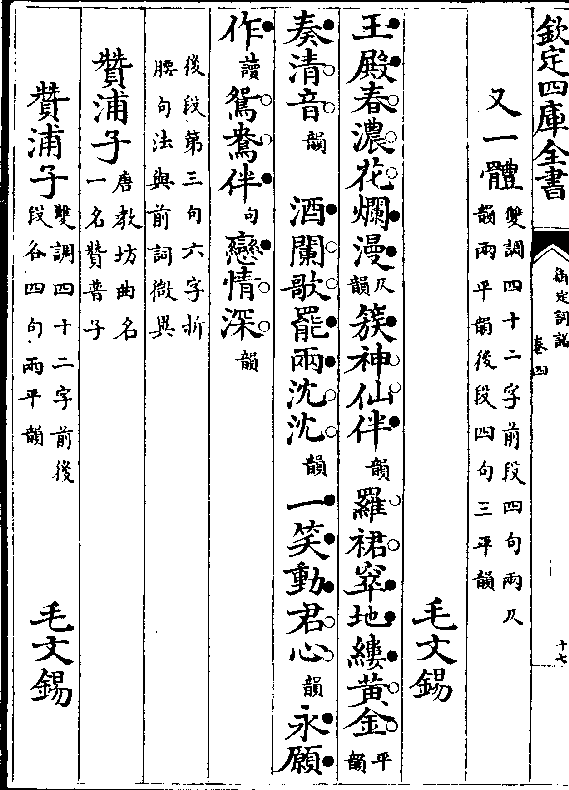 欽定四庫全書
御定詞譜
卷四
十七
又一體雙調四十二字前段四句兩仄
韻兩平韻後段四句三平韻
毛文錫
玉殿春濃花爛漫仄韻簇神仙伴韻羅裙窣地縷黃金平韻
奏清音韻 酒闌歌罷兩沈沈韻一笑動君心韻永願
作讀鴛鴦伴句戀情深韻
後段第三句六字折
腰句法與前詞微異
贊浦子唐教坊曲名
一名贊普子
贊浦子雙調四十二字前後
段各四句兩平韻
毛文錫